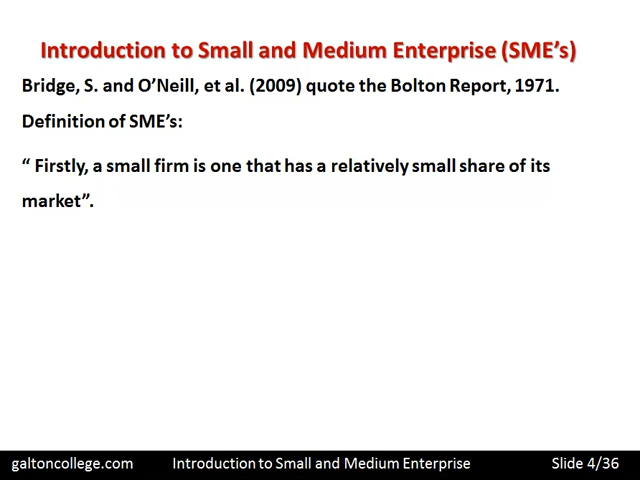 Introduction to Small and Medium Enterprise (SME’s)
Bridge, S. and O’Neill, et al. (2009) quote the Bolton Report, 1971.
Definition of SME’s:
“ Firstly, a small firm is one that has a relatively small share of its
market”.
galtoncollege.com Introduction to Small and Medium Enterprise Slide 4/36